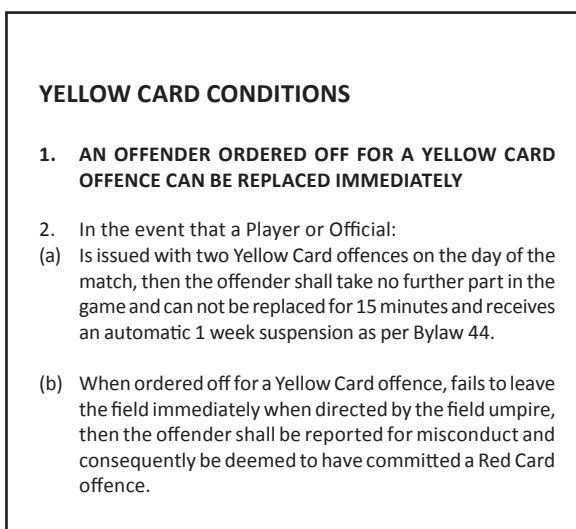 YELLOW CARD CONDITIONS
1. AN OFFENDER ORDERED OFF FOR A YELLOW CARD
OFFENCE CAN BE REPLACED IMMEDIATELY
2. In the event that a Player or Official:
(a) Is issued with two Yellow Card offences on the day of the
match, then the offender shall take no further part in the
game and can not be replaced for 15 minutes and receives
an automatic 1 week suspension as per Bylaw 44.
(b) When ordered off for a Yellow Card offence, fails to leave
the field immediately when directed by the field umpire,
then the offender shall be reported for misconduct and
consequently be deemed to have committed a Red Card
offence.